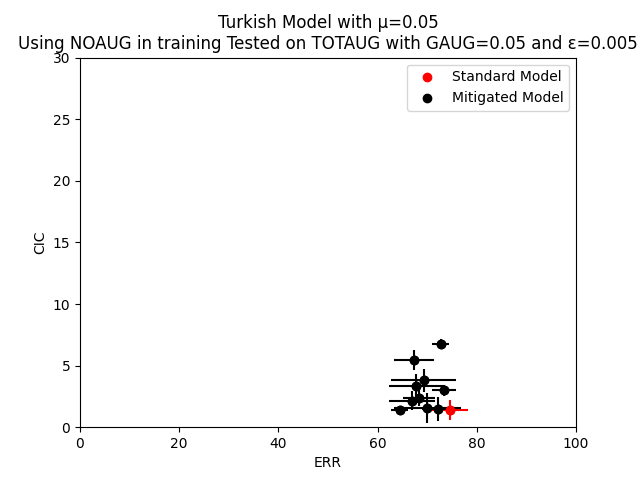 Turkish Model with μ=0.05
Using NOAUG in training Tested on TOTAUG with GAUG=0.05 and ε=0.005
Standard Model
Mitigated Model
30
25
20
15
10
5
0
CIC
0 20 40 60 80 100
ERR